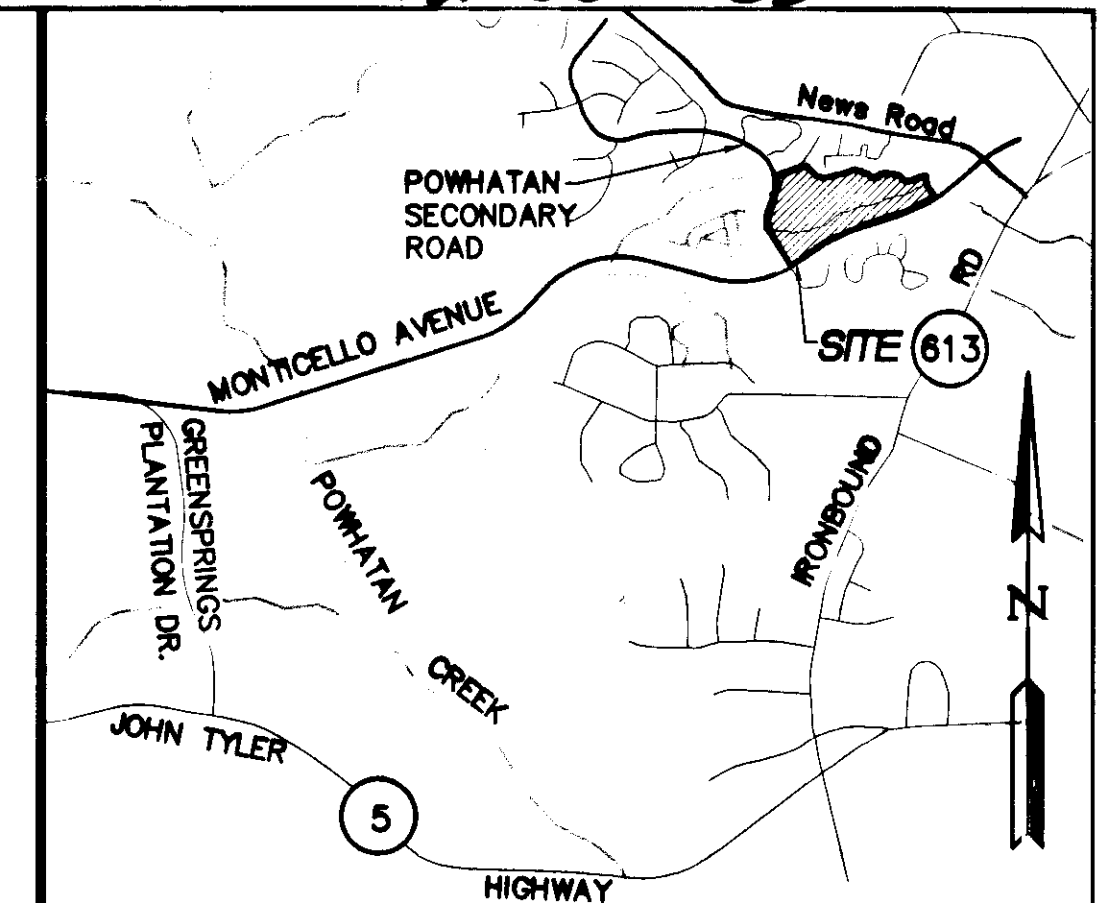 News Road
POWHATAN
SECONDARY
ROAD
RD
SITE
613
MONTICELLO AVENUE
GREENSPRINGS
PLANTATION DR.
POWHATAN
CREEK
IRONBOUND
N
JOHN TYLER
5
HIGHWAY